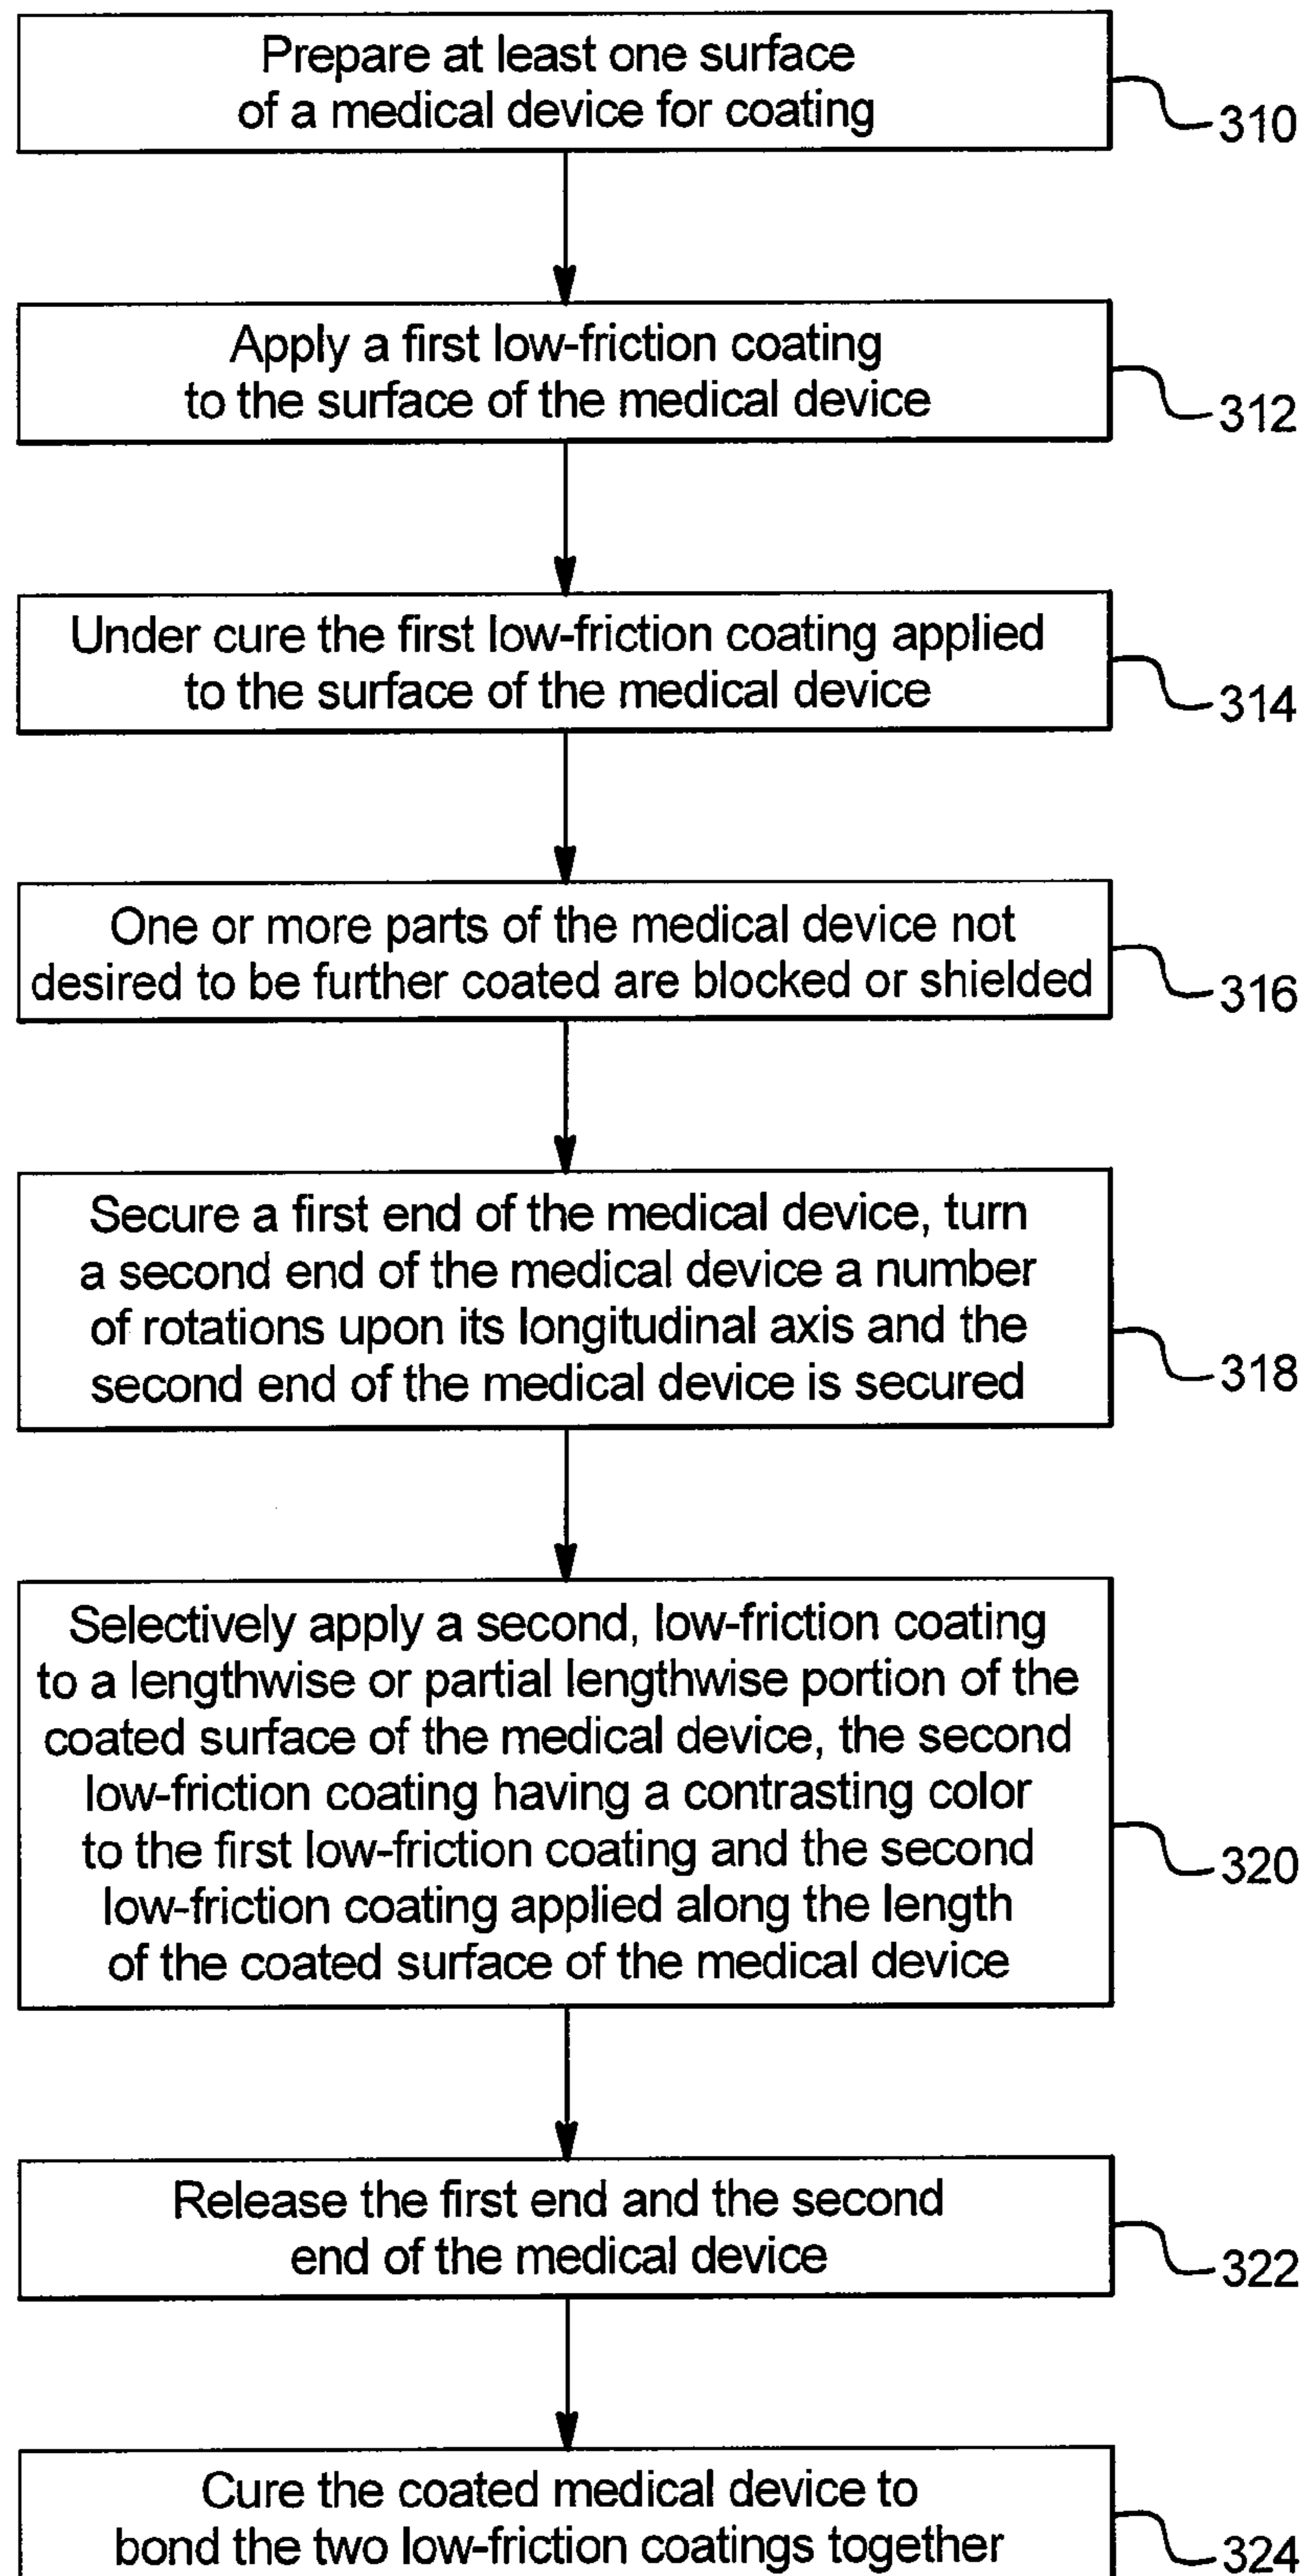 Prepare at least one surface
of a medical device for coating
310
Apply a first low-friction coating
to the surface of the medical device
312
Under cure the first low-friction coating applied
to the surface of the medical device
314
One or more parts of the medical device not
desired to be further coated are blocked or shielded
316
Secure a first end of the medical device, turn
a second end of the medical device a number
of rotations upon its longitudinal axis and the
second end of the medical device is secured
318
Selectively apply a second, low-friction coating
to a lengthwise or partial lengthwise portion of the
coated surface of the medical device, the second
low-friction coating having a contrasting color
to the first low-friction coating and the second
low-friction coating applied along the length
of the coated surface of the medical device
320
Release the first end and the second
end of the medical device
322
Cure the coated medical device to
bond the two low-friction coatings together
324